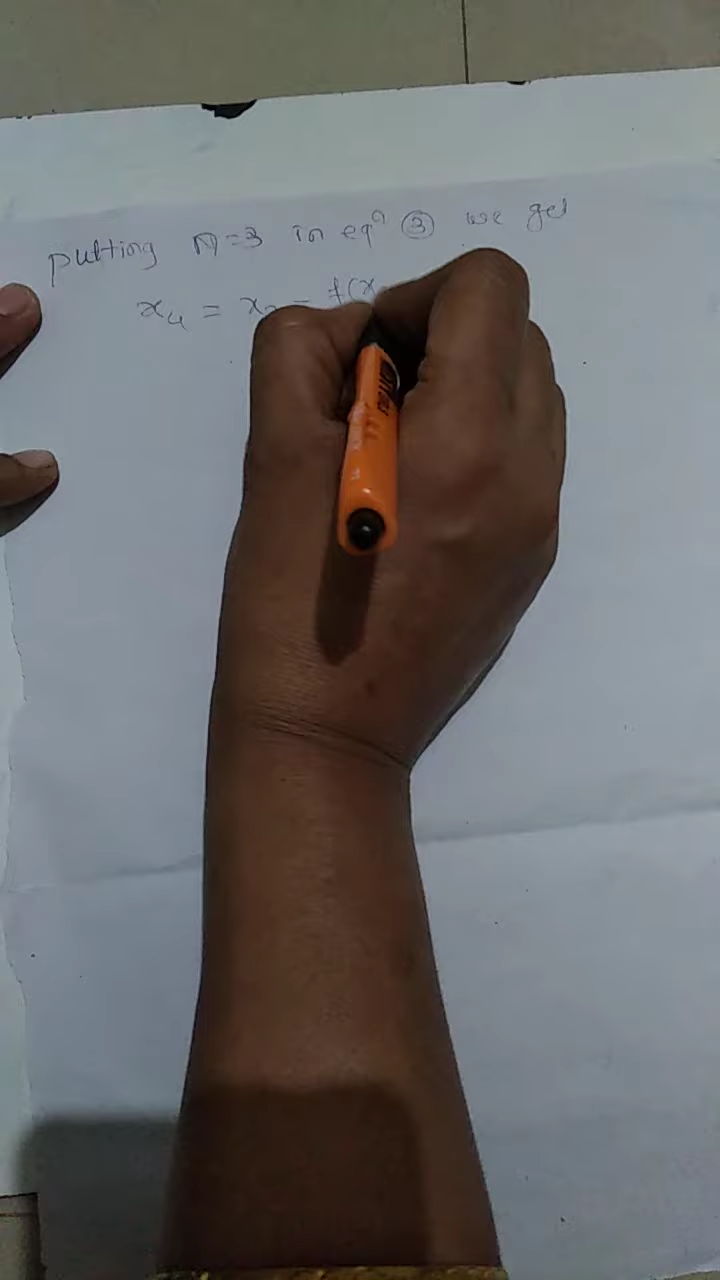 putting n=3 in eqⁿ ③ we get
x₄ = x₃ - f(x